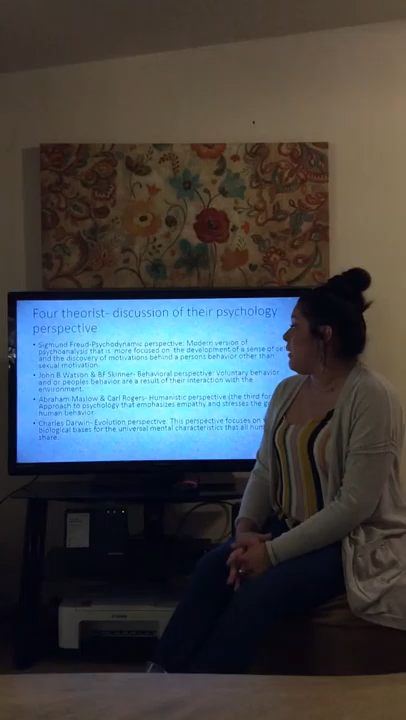 Four theorist- discussion of their psychology
perspective
• Sigmund Freud-Psychodynamic perspective: Modern version of
psychoanalysis that is more focused on the development of a sense of
and the discovery of motivations behind a persons behavior other than
sexual motivation.
• John B Watson & BF Skinner- Behavioral perspective: Voluntary behavior
and or peoples behavior are a result of their interaction with the
environment.
• Abraham-Maslow & Carl Rogers- Humanistic perspective (the third
Approach to psychology that emphasizes empathy and stresses the
human behavior.
• Charles Darwin- Evolution perspective. This perspective focuses on
biological bases for the universal mental characteristics that all
share.